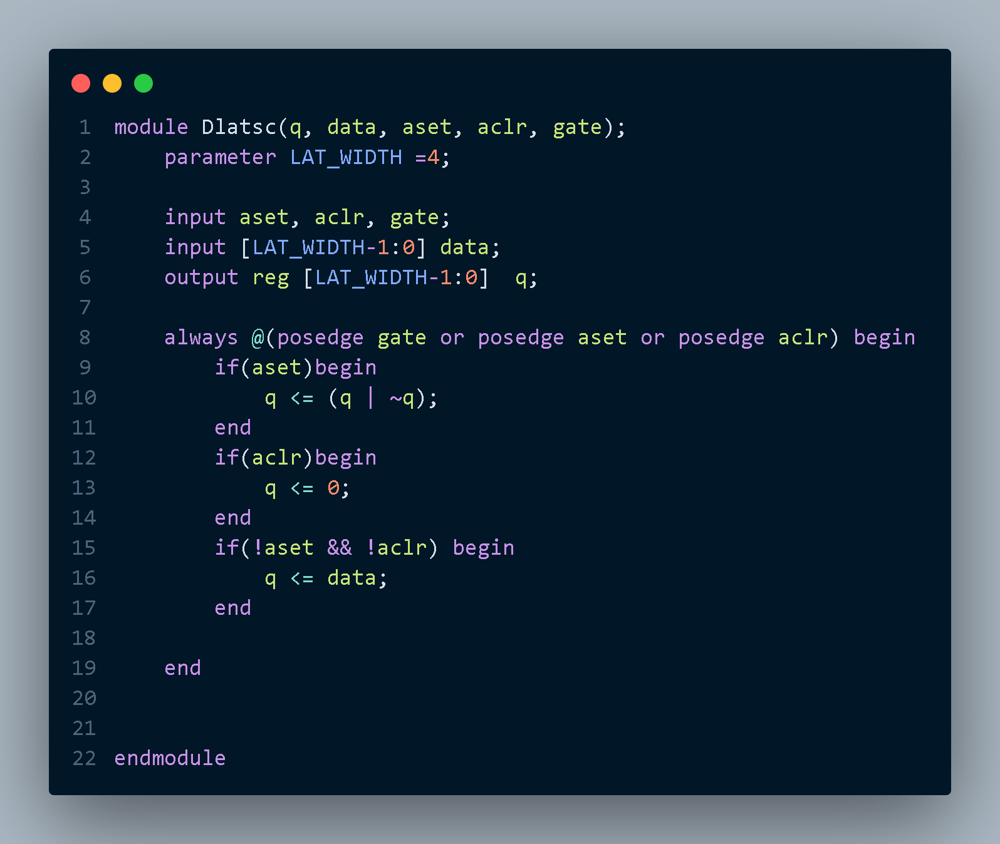 1 module Dlatsc(q, data, aset, aclr, gate);
2     parameter LAT_WIDTH =4;
3
4     input aset, aclr, gate;
5     input [LAT_WIDTH-1:0] data;
6     output reg [LAT_WIDTH-1:0]  q;
7
8     always @(posedge gate or posedge aset or posedge aclr) begin
9         if(aset)begin
10             q <= (q | ~q);
11         end
12         if(aclr)begin
13             q <= 0;
14         end
15         if(!aset && !aclr) begin
16             q <= data;
17         end
18
19     end
20
21
22 endmodule